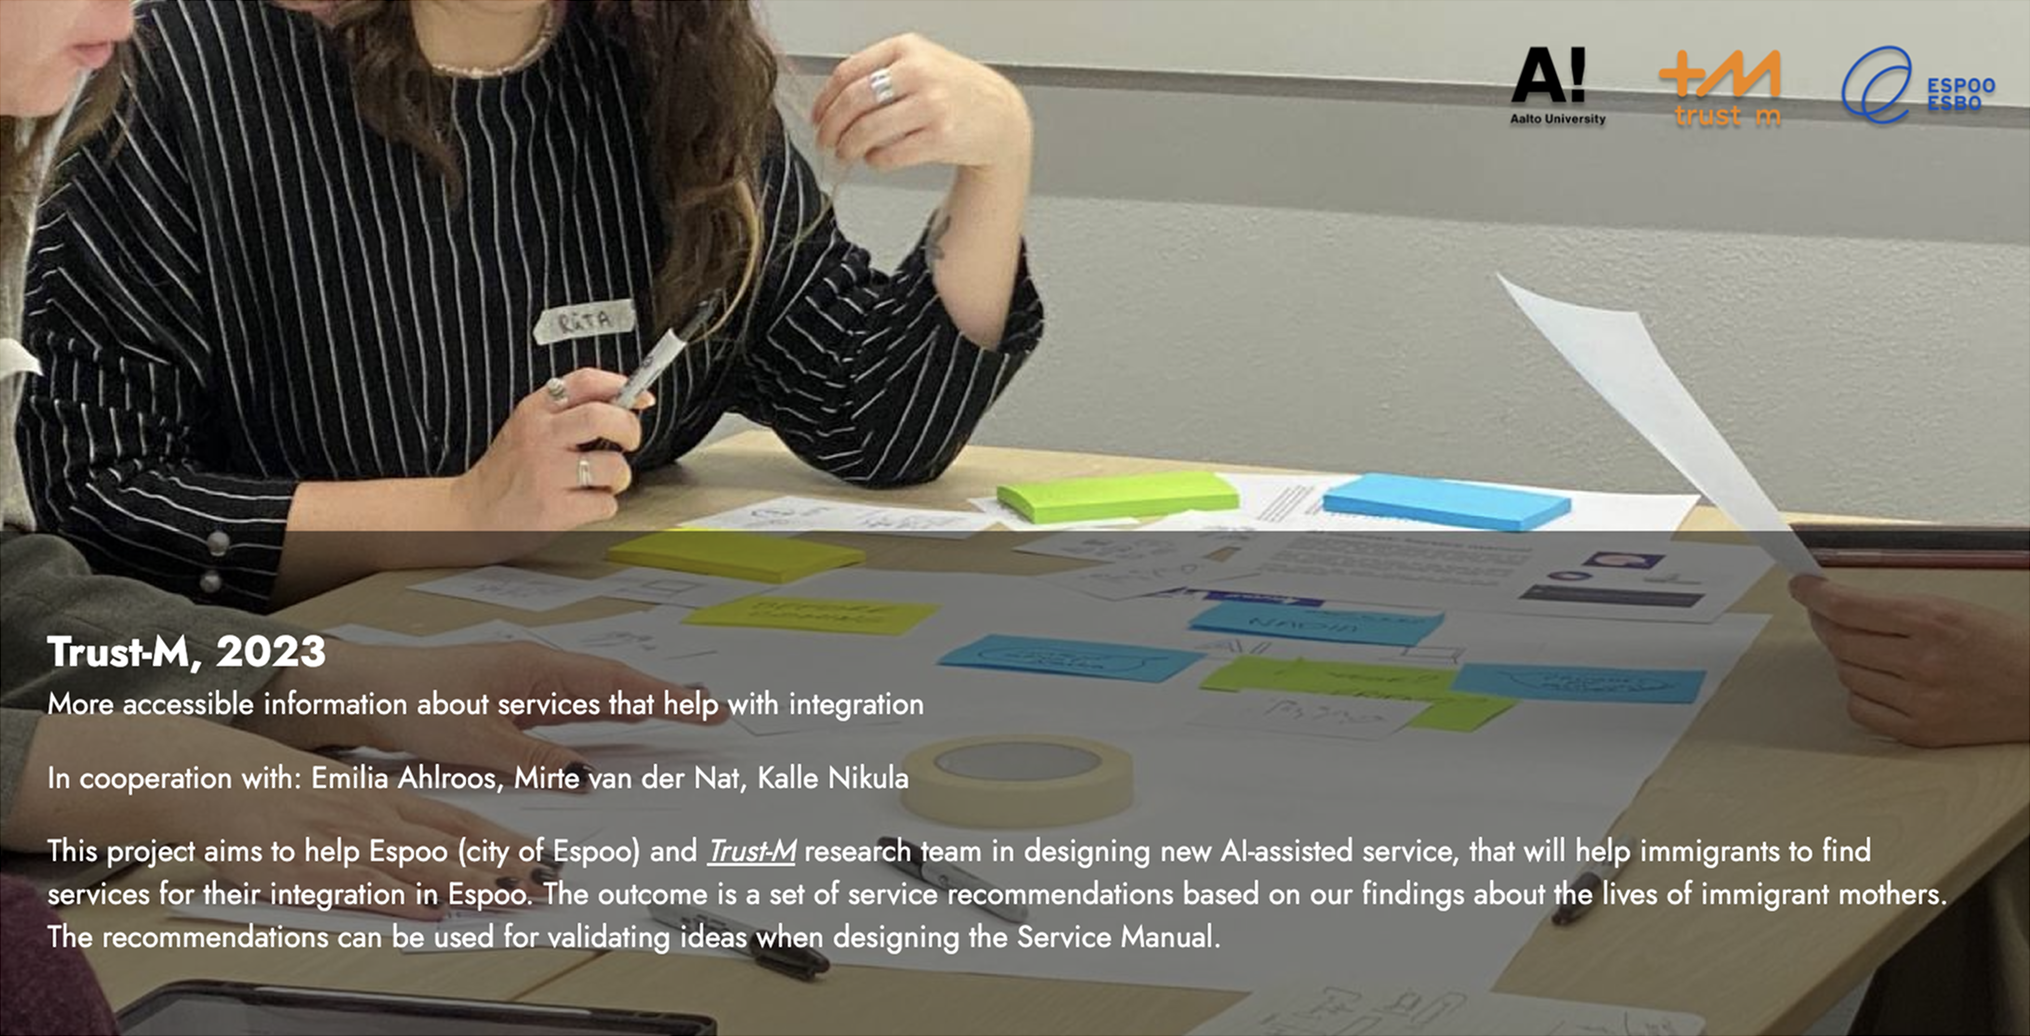 A!
Aalto University
+M
trust m
ESPOO
ESBO
RŪTA
NADIA
Trust-M, 2023
More accessible information about services that help with integration
In cooperation with: Emilia Ahlroos, Mirte van der Nat, Kalle Nikula
This project aims to help Espoo (city of Espoo) and Trust-M research team in designing new AI-assisted service, that will help immigrants to find
services for their integration in Espoo. The outcome is a set of service recommendations based on our findings about the lives of immigrant mothers.
The recommendations can be used for validating ideas when designing the Service Manual.